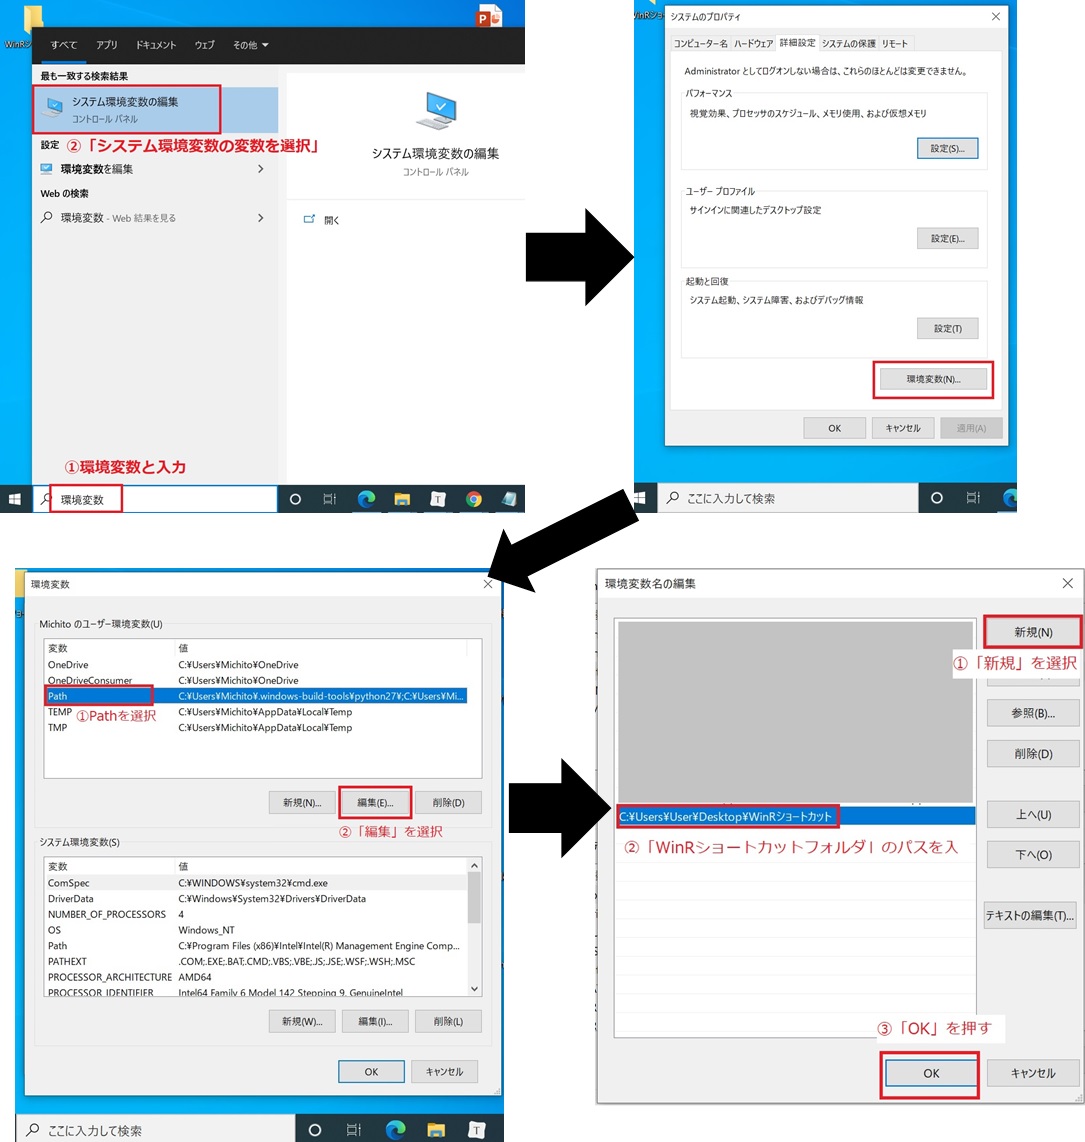 WinRシ
すべて アプリ ドキュメント ウェブ その他
最も一致する検索結果
システム環境変数の編集
コントロール パネル
設定
②「システム環境変数の変数を選択」
環境変数を編集
Web の検索
環境変数 - Web 結果を見る
システム環境変数の編集
コントロール パネル
開く
①環境変数と入力
環境変数
T
P
システムのプロパティ
コンピューター名 ハードウェア 詳細設定 システムの保護 リモート
Administrator としてログオンしない場合は、これらのほとんどは変更できません。
パフォーマンス
視覚効果、プロセッサのスケジュール、メモリ使用、および仮想メモリ
設定(S)...
ユーザー プロファイル
サインインに関連したデスクトップ設定
設定(E)...
起動と回復
システム起動、システム障害、およびデバッグ情報
設定(T)
環境変数(N)...
OK キャンセル 適用(A)
ここに入力して検索
環境変数
Michito のユーザー環境変数(U)
変数 値
OneDrive C:¥Users¥Michito¥OneDrive
OneDriveConsumer C:¥Users¥Michito¥OneDrive
Path C:¥Users¥Michito¥.windows-build-tools¥python27¥;C:¥Users¥Mi...
TEMP C:¥Users¥Michito¥AppData¥Local¥Temp
①Pathを選択
TMP C:¥Users¥Michito¥AppData¥Local¥Temp
新規(N)... 編集(E)... 削除(D)
②「編集」を選択
システム環境変数(S)
変数 値
ComSpec C:¥WINDOWS¥system32¥cmd.exe
DriverData C:¥Windows¥System32¥Drivers¥DriverData
NUMBER_OF_PROCESSORS 4
OS Windows_NT
Path C:¥Program Files (x86)¥Intel¥Intel(R) Management Engine Comp...
PATHEXT .COM;.EXE;.BAT;.CMD;.VBS;.VBE;.JS;.JSE;.WSF;.WSH;.MSC
PROCESSOR_ARCHITECTURE AMD64
PROCESSOR_IDENTIFIER Intel64 Family 6 Model 142 Stepping 9, GenuineIntel
新規(W)... 編集(I)... 削除(L)
OK キャンセル
ここに入力して検索
T
環境変数名の編集
新規(N)
①「新規」を選択
参照(B)...
削除(D)
C:¥Users¥User¥Desktop¥WinRショートカット
上へ(U)
②「WinRショートカットフォルダ」のパスを入
下へ(O)
テキストの編集(T)...
③「OK」を押す
OK キャンセル